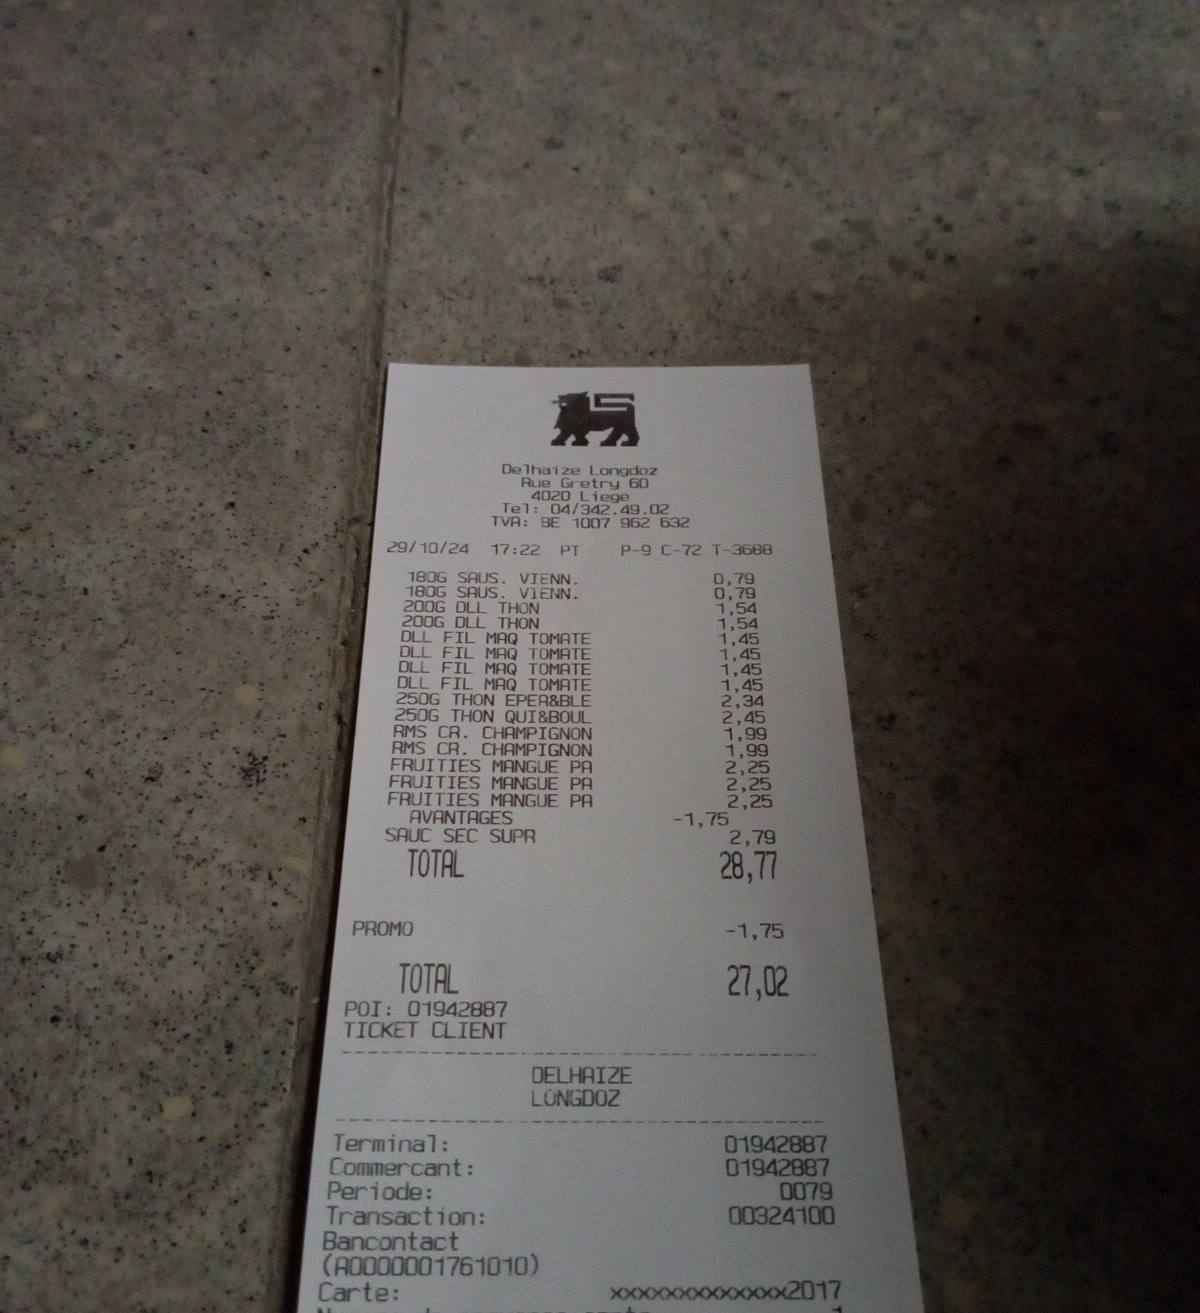 Delhaize Longdoz
Rue Gretry 60
4020 Liege
Tel: 04/342.49.02
TVA: BE 1007 962 632
29/10/24 17:22 PT P-9 C-72 T-3688
180G SAUS. VIENN. 0,79
180G SAUS. VIENN. 0,79
200G DLL THON 1,54
200G DLL THON 1,54
DLL FIL MAQ TOMATE 1,45
DLL FIL MAQ TOMATE 1,45
DLL FIL MAQ TOMATE 1,45
DLL FIL MAQ TOMATE 1,45
250G THON EPEA&BLE 2,34
250G THON QUI&BOUL 2,45
RMS CR. CHAMPIGNON 1,99
RMS CR. CHAMPIGNON 1,99
FRUITIES MANGUE PA 2,25
FRUITIES MANGUE PA 2,25
FRUITIES MANGUE PA 2,25
AVANTAGES -1,75
SAUC SEC SUPR 2,79
TOTAL 28,77
PROMO -1,75
TOTAL 27,02
POI: 01942887
TICKET CLIENT
DELHAIZE
LONGDOZ
Terminal: 01942887
Commercant: 01942887
Periode: 0079
Transaction: 00324100
Bancontact
(A0000001761010)
Carte: xxxxxxxxxxxxx2017